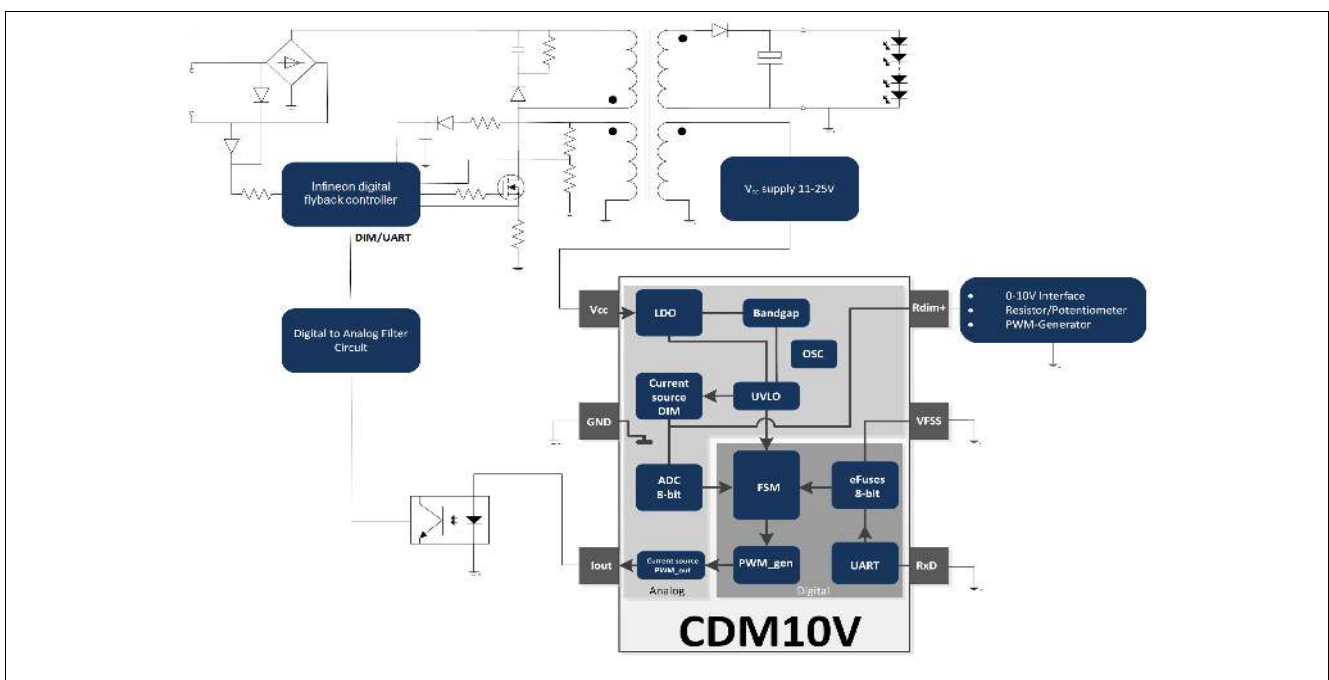 Infineon digital
flyback controller
DIM/UART
Vcc supply 11-25V
Digital to Analog Filter
Circuit
Vcc
LDO
Bandgap
OSC
Rdim+
• 0-10V Interface
• Resistor/Potentiometer
• PWM-Generator
Current
source
DIM
UVLO
GND
VFSS
ADC
8-bit
FSM
eFuses
8-bit
Iout
Current source
PWM_out
PWM_gen
UART
RxD
Analog
Digital
CDM10V